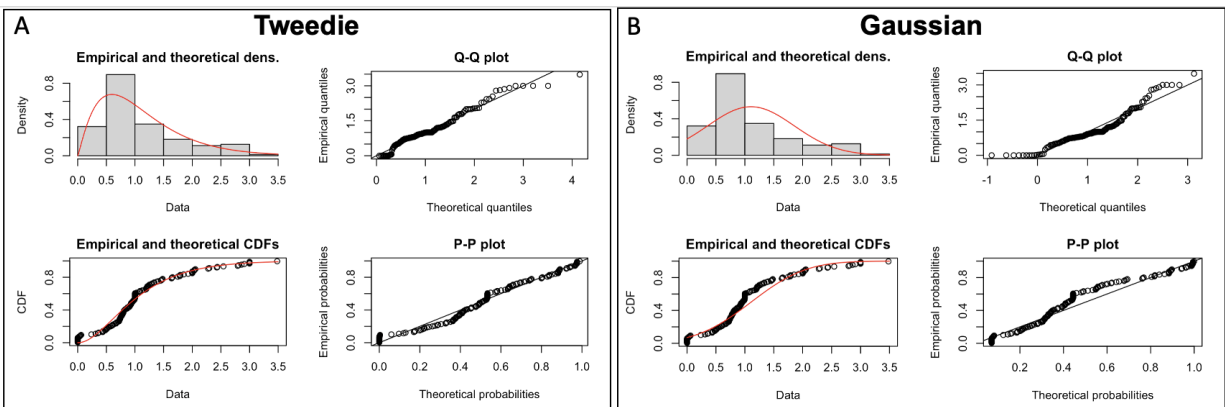 A
Tweedie
Empirical and theoretical dens.
Density
0.0 0.4 0.8
0.0 0.5 1.0 1.5 2.0 2.5 3.0 3.5
Data
Q-Q plot
Empirical quantiles
0.0 1.5 3.0
0 1 2 3 4
Theoretical quantiles
Empirical and theoretical CDFs
CDF
0.0 0.4 0.8
0.0 0.5 1.0 1.5 2.0 2.5 3.0 3.5
Data
P-P plot
Empirical probabilities
0.0 0.4 0.8
0.0 0.2 0.4 0.6 0.8 1.0
Theoretical probabilities
B
Gaussian
Empirical and theoretical dens.
Density
0.0 0.4 0.8
0.0 0.5 1.0 1.5 2.0 2.5 3.0 3.5
Data
Q-Q plot
Empirical quantiles
0.0 1.5 3.0
-1 0 1 2 3
Theoretical quantiles
Empirical and theoretical CDFs
CDF
0.0 0.4 0.8
0.0 0.5 1.0 1.5 2.0 2.5 3.0 3.5
Data
P-P plot
Empirical probabilities
0.0 0.4 0.8
0.2 0.4 0.6 0.8 1.0
Theoretical probabilities